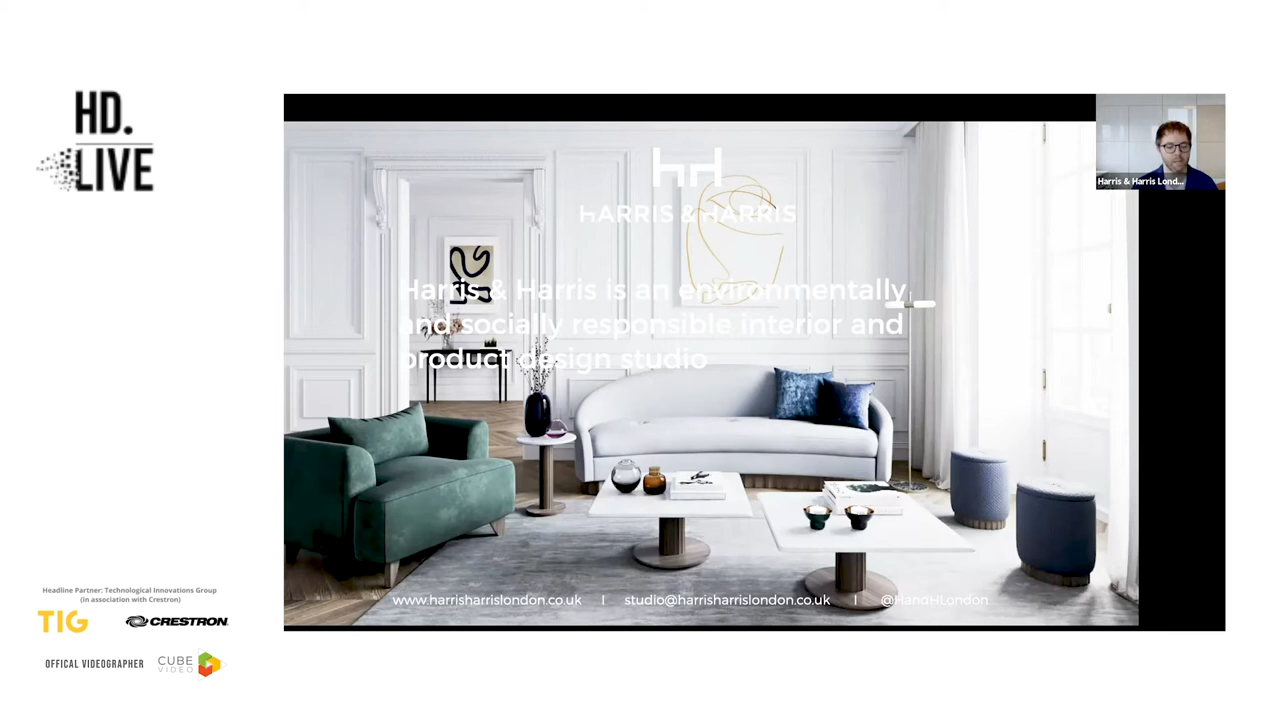 HD.
LIVE
Harris & Harris Lond...
HARRIS & HARRIS
Harris & Harris is an environmentally
and socially responsible interior and
product design studio
www.harrisharrislondon.co.uk I studio@harrisharrislondon.co.uk I @HandHLondon
Headline Partner: Technological Innovations Group
(in association with Crestron)
TIG CRESTRON
OFFICAL VIDEOGRAPHER CUBE
VIDEO